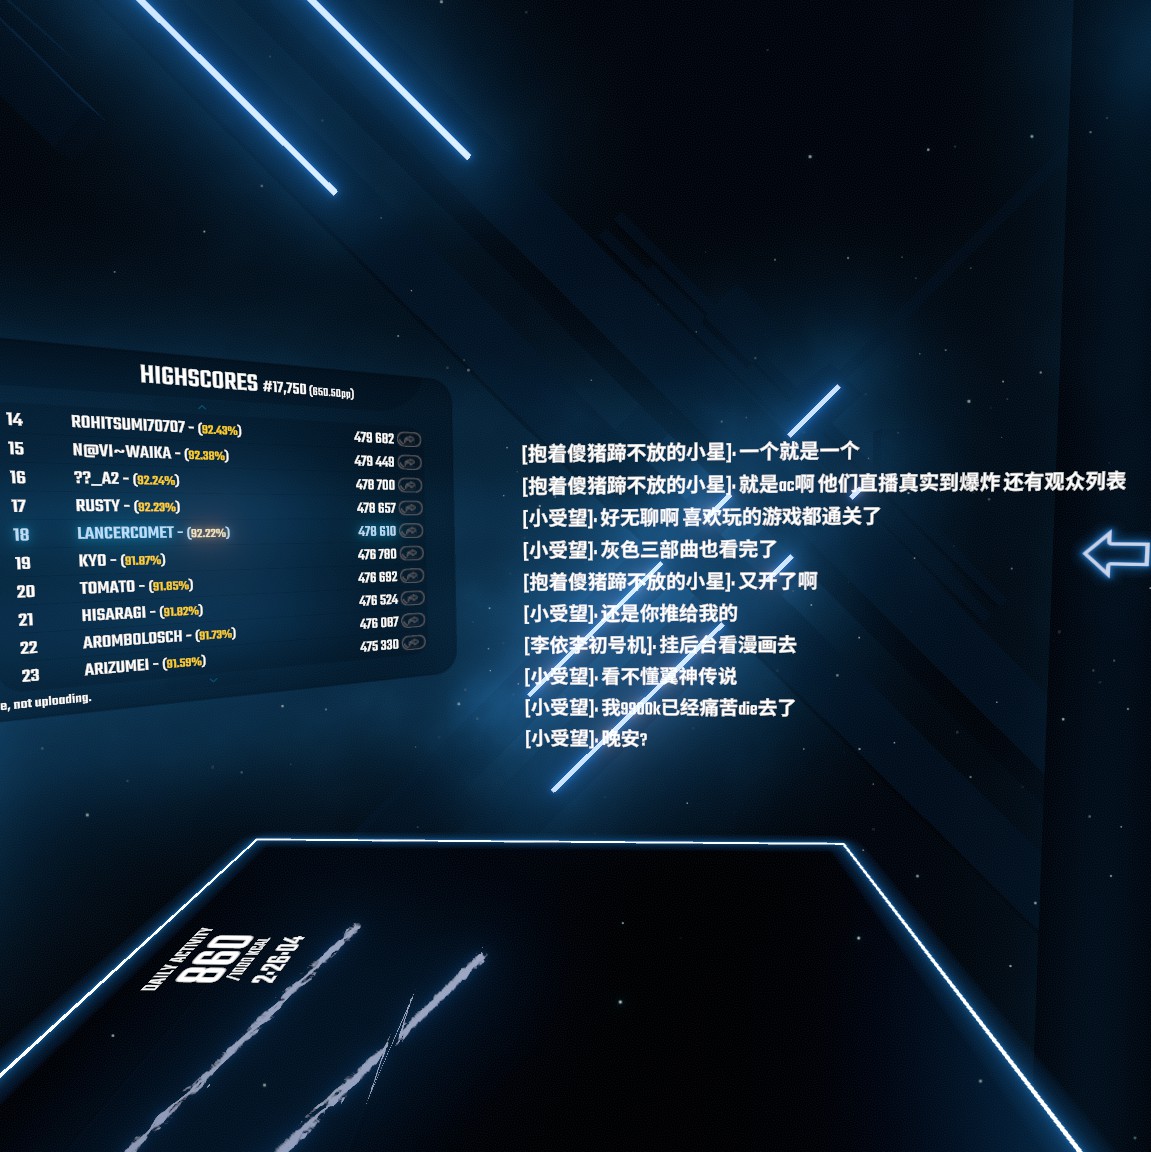 HIGHSCORES #17,750 (650.50pp)
14 ROHITSUMI70707 - (92.43%) 479 682
15 N@VI~WAIKA - (92.38%) 479 449
16 ??_A2 - (92.24%) 478 700
17 RUSTY - (92.23%) 478 657
18 LANCERCOMET - (92.22%) 478 610
19 KYO - (91.87%) 476 780
20 TOMATO - (91.85%) 476 692
21 HISARAGI - (91.82%) 476 524
22 AROMBOLOSCH - (91.73%) 476 087
23 ARIZUMEI - (91.59%) 475 330
e, not uploading.
[抱着傻猪蹄不放的小星]: 一个就是一个
[抱着傻猪蹄不放的小星]: 就是ac啊 他们直播真实到爆炸 还有观众列表
[小受望]: 好无聊啊 喜欢玩的游戏都通关了
[小受望]: 灰色三部曲也看完了
[抱着傻猪蹄不放的小星]: 又开了啊
[小受望]: 还是你推给我的
[李依李初号机]: 挂后台看漫画去
[小受望]: 看不懂翼神传说
[小受望]: 我9900k已经痛苦die去了
[小受望]: 晚安?
DAILY ACTIVITY
860
/1000 KCAL
2:26:04